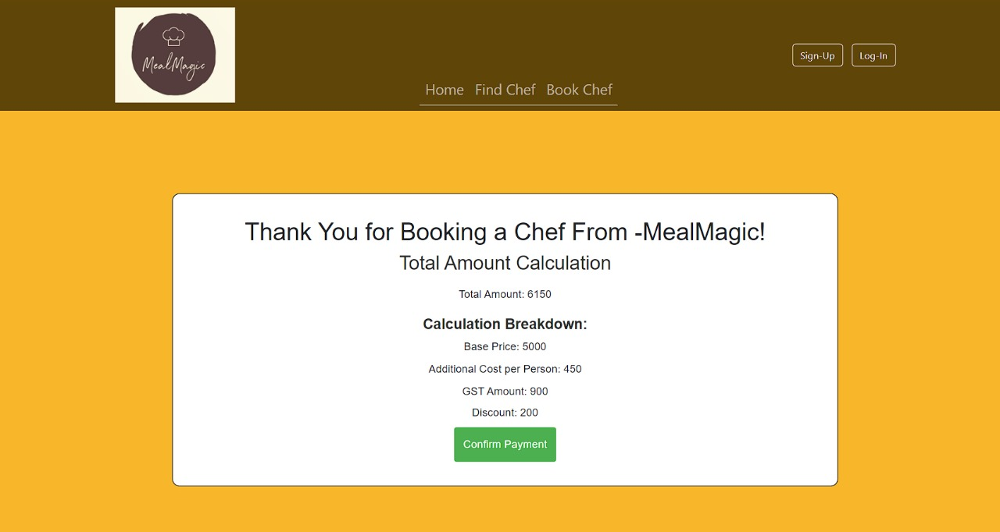 MealMagic
Sign-Up Log-In
Home Find Chef Book Chef
Thank You for Booking a Chef From -MealMagic!
Total Amount Calculation
Total Amount: 6150
Calculation Breakdown:
Base Price: 5000
Additional Cost per Person: 450
GST Amount: 900
Discount: 200
Confirm Payment